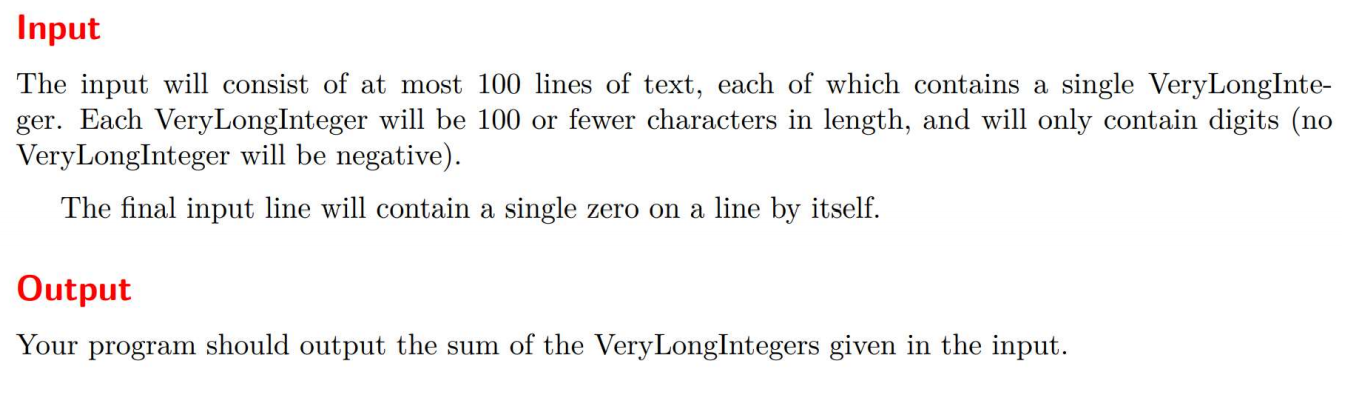 Input
The input will consist of at most 100 lines of text, each of which contains a single VeryLongInte-
ger. Each VeryLongInteger will be 100 or fewer characters in length, and will only contain digits (no
VeryLongInteger will be negative).
The final input line will contain a single zero on a line by itself.
Output
Your program should output the sum of the VeryLongIntegers given in the input.